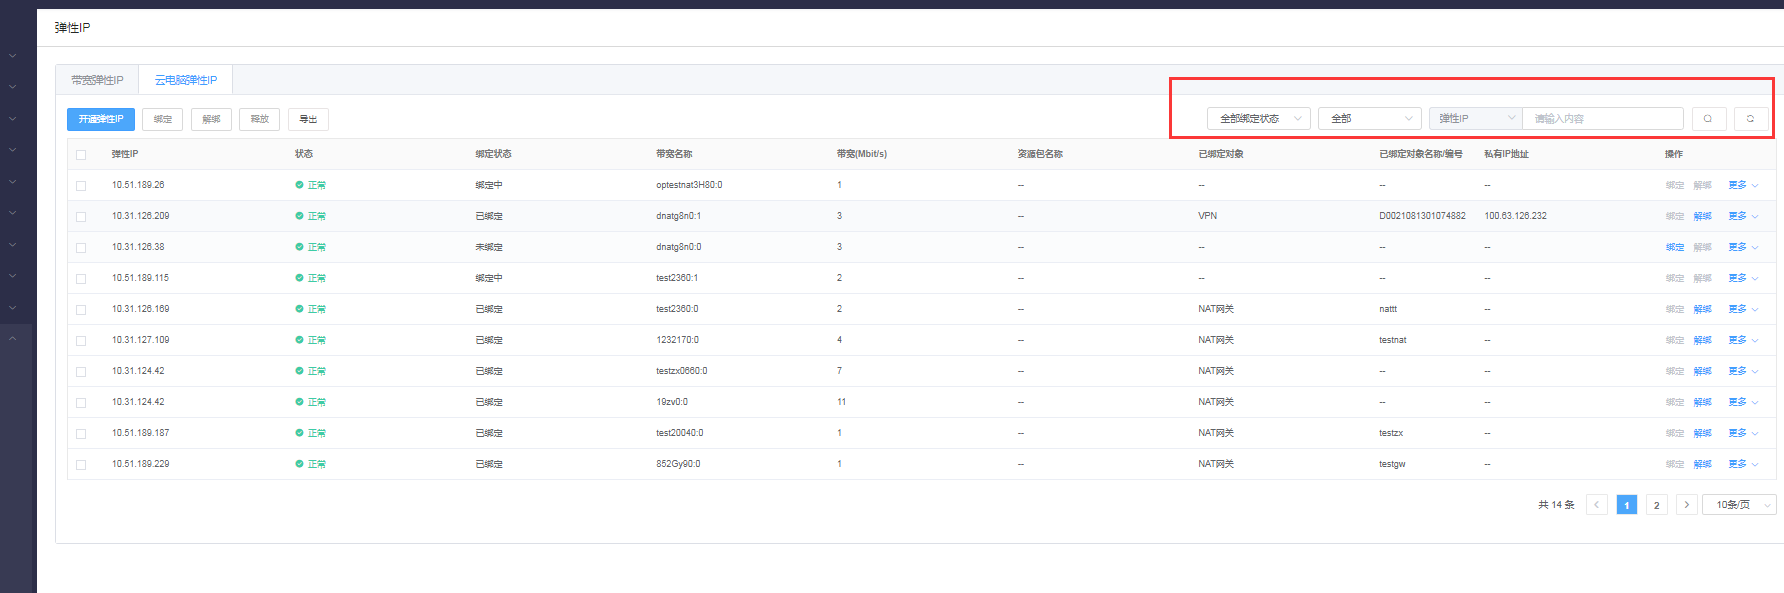 弹性IP
带宽弹性IP 云电脑弹性IP
开通弹性IP 绑定 解绑 释放 导出 全部绑定状态 全部 弹性IP 请输入内容
弹性IP 状态 绑定状态 带宽名称 带宽(Mbit/s) 资源包名称 已绑定对象 已绑定对象名称/编号 私有IP地址 操作
10.51.189.26 正常 绑定中 optestnat3H80:0 1 -- -- -- -- 绑定 解绑 更多
10.31.126.209 正常 已绑定 dnatg8n0:1 3 -- VPN D0021081301074882 100.63.126.232 绑定 解绑 更多
10.31.126.38 正常 未绑定 dnatg8n0:0 3 -- -- -- -- 绑定 解绑 更多
10.51.189.115 正常 绑定中 test2360:1 2 -- -- -- -- 绑定 解绑 更多
10.31.126.169 正常 已绑定 test2360:0 2 -- NAT网关 nattt -- 绑定 解绑 更多
10.31.127.109 正常 已绑定 1232170:0 4 -- NAT网关 testnat -- 绑定 解绑 更多
10.31.124.42 正常 已绑定 testzx0660:0 7 -- NAT网关 -- -- 绑定 解绑 更多
10.31.124.42 正常 已绑定 19zv0:0 11 -- NAT网关 -- -- 绑定 解绑 更多
10.51.189.187 正常 已绑定 test20040:0 1 -- NAT网关 testzx -- 绑定 解绑 更多
10.51.189.229 正常 已绑定 852Gy90:0 1 -- NAT网关 testgw -- 绑定 解绑 更多
共 14 条 1 2 10条/页